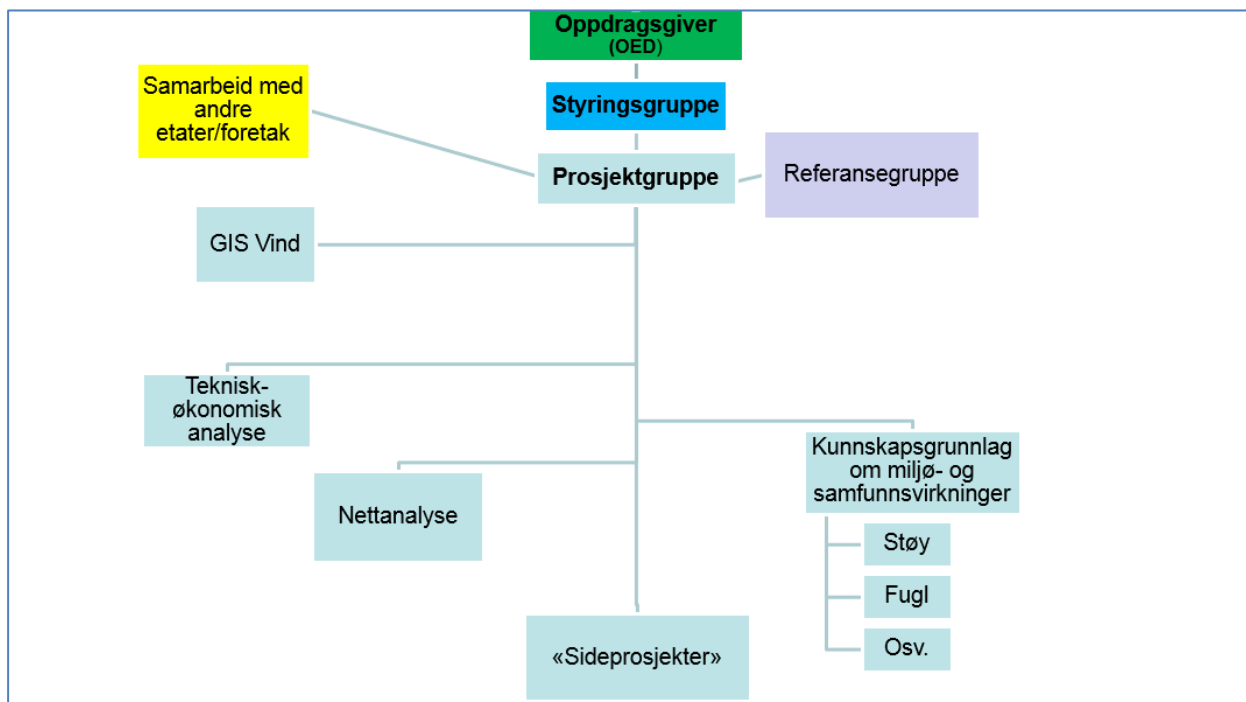 Oppdragsgiver
(OED)
Samarbeid med
andre
etater/foretak
Styringsgruppe
Prosjektgruppe
Referansegruppe
GIS Vind
Teknisk-
økonomisk
analyse
Kunnskapsgrunnlag
om miljø- og
samfunnsvirkninger
Nettanalyse
Støy
Fugl
Osv.
«Sideprosjekter»